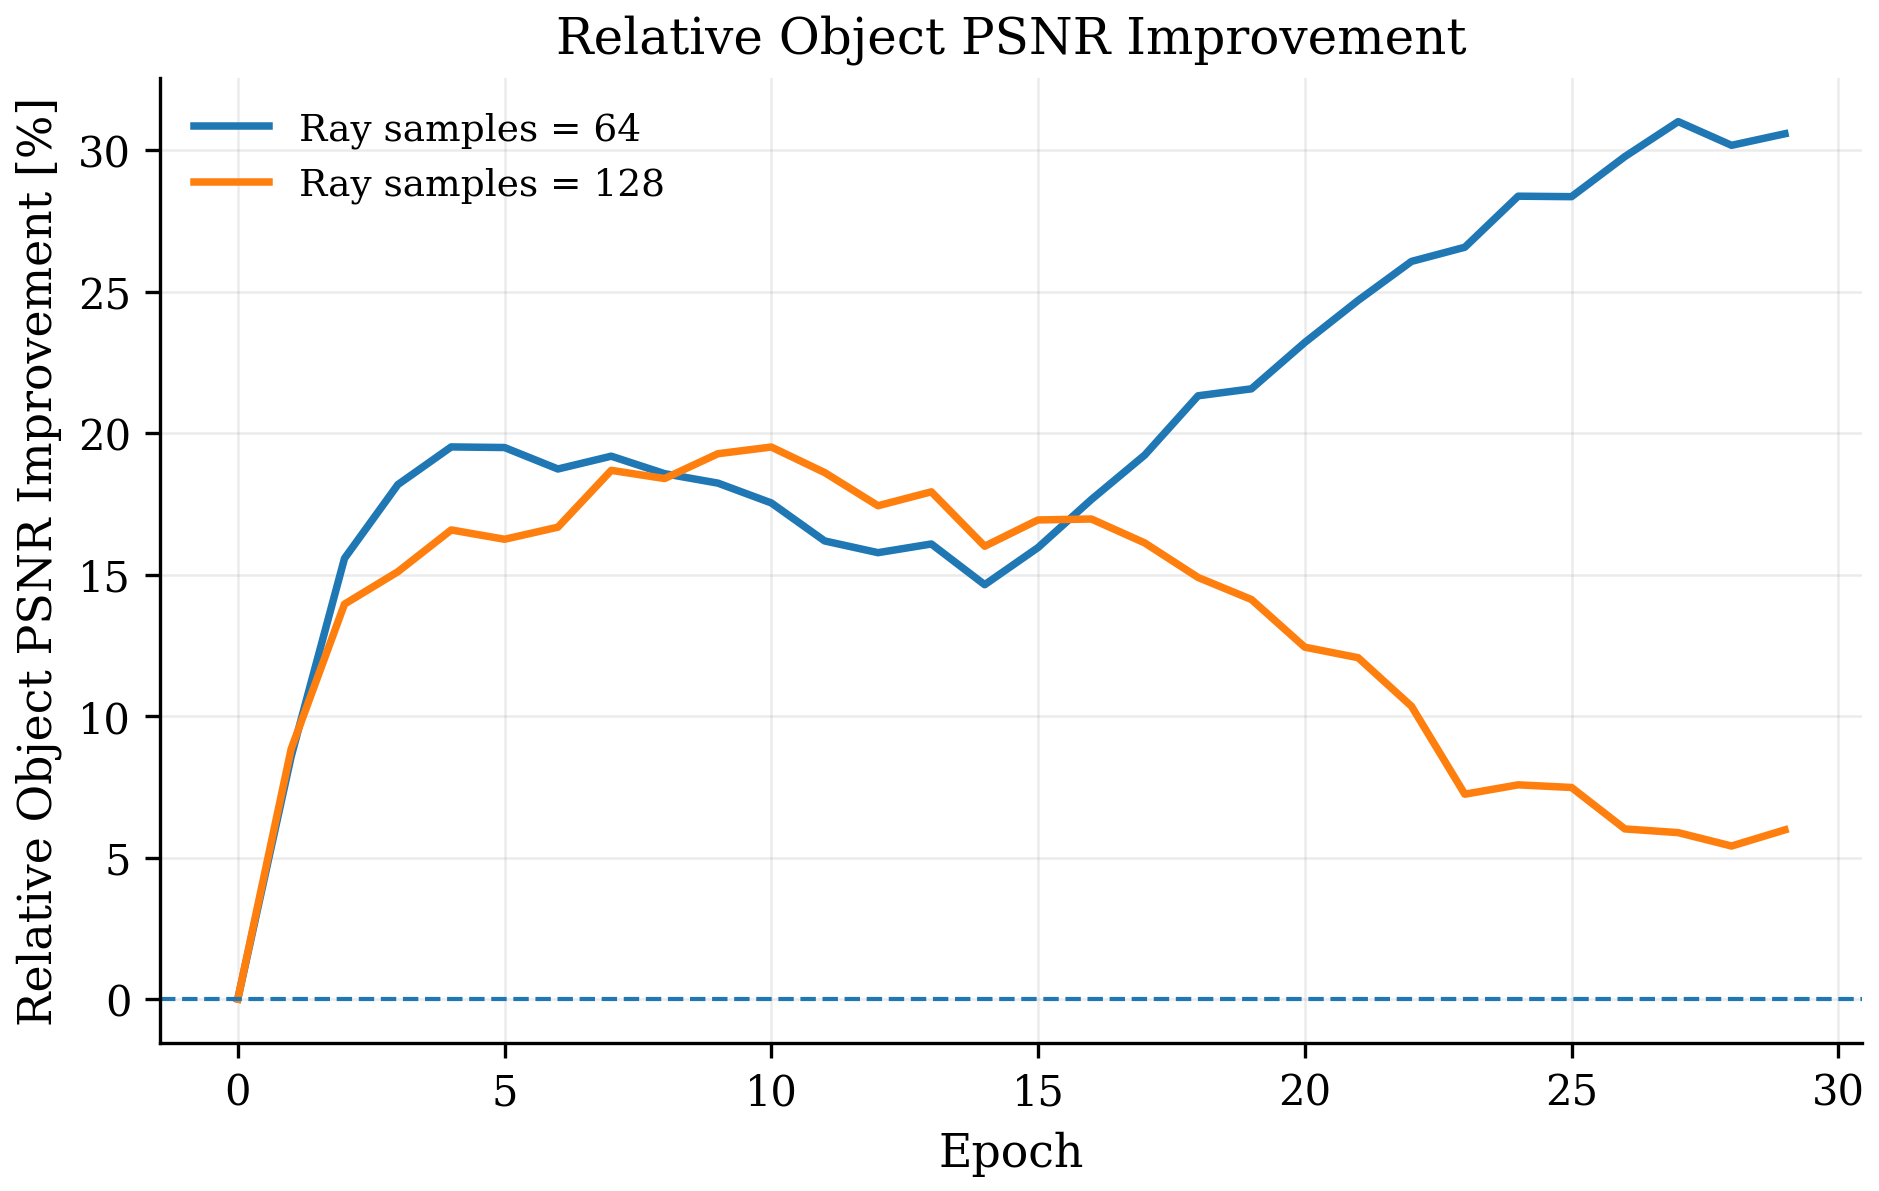 Relative Object PSNR Improvement
Relative Object PSNR Improvement [%]
Ray samples = 64
Ray samples = 128
30
25
20
15
10
5
0
0 5 10 15 20 25 30
Epoch